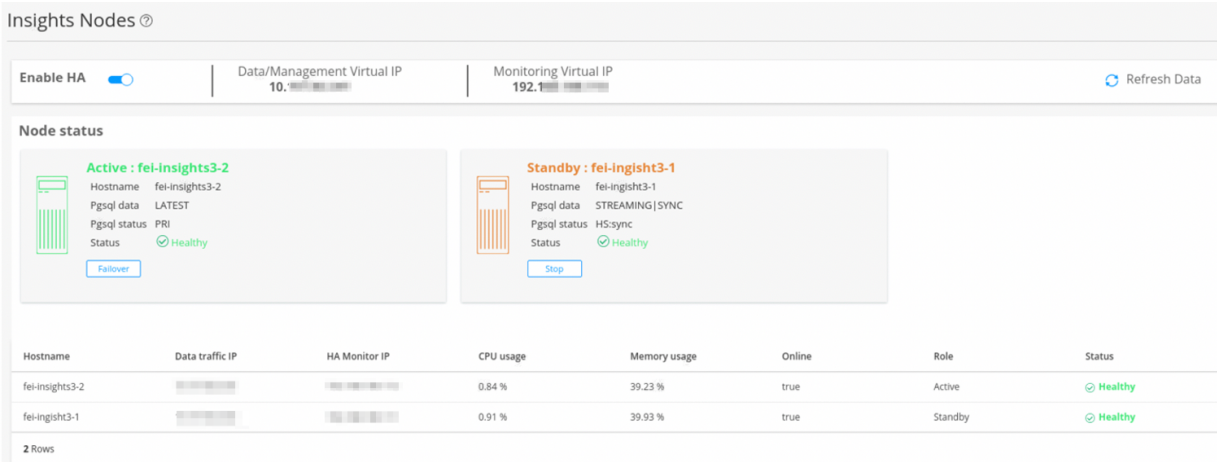 Insights Nodes
Enable HA
Data/Management Virtual IP
10.
Monitoring Virtual IP
192.1
Refresh Data
Node status
Active : fei-insights3-2
Hostname fei-insights3-2
Pgsql data LATEST
Pgsql status PRI
Status Healthy
Failover
Standby : fei-ingisht3-1
Hostname fei-ingisht3-1
Pgsql data STREAMING|SYNC
Pgsql status HS:sync
Status Healthy
Stop
Hostname Data traffic IP HA Monitor IP CPU usage Memory usage Online Role Status
fei-insights3-2 0.84 % 39.23 % true Active Healthy
fei-ingisht3-1 0.91 % 39.93 % true Standby Healthy
2 Rows